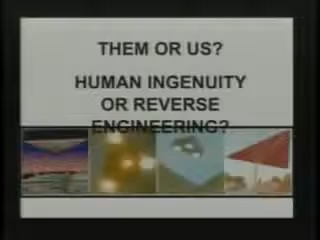 THEM OR US?
HUMAN INGENUITY
OR REVERSE
ENGINEERING?